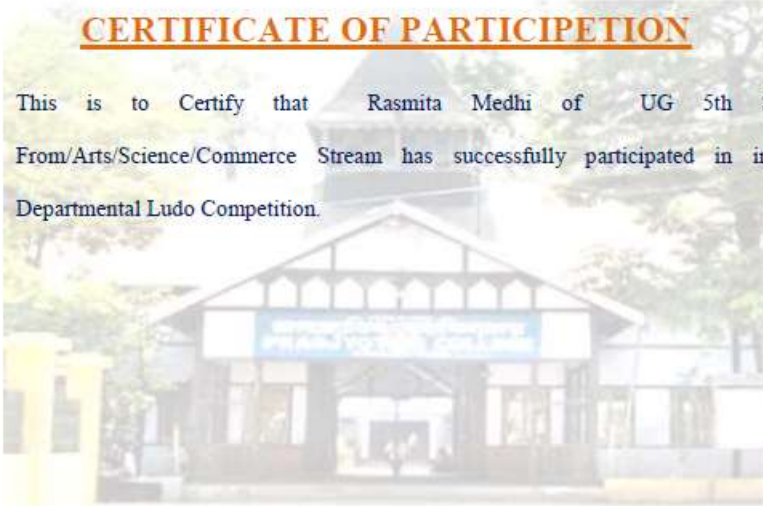 CERTIFICATE OF PARTICIPETION
This is to Certify that Rasmita Medhi of UG 5th
From/Arts/Science/Commerce Stream has successfully participated in
Departmental Ludo Competition.
COLLEGE